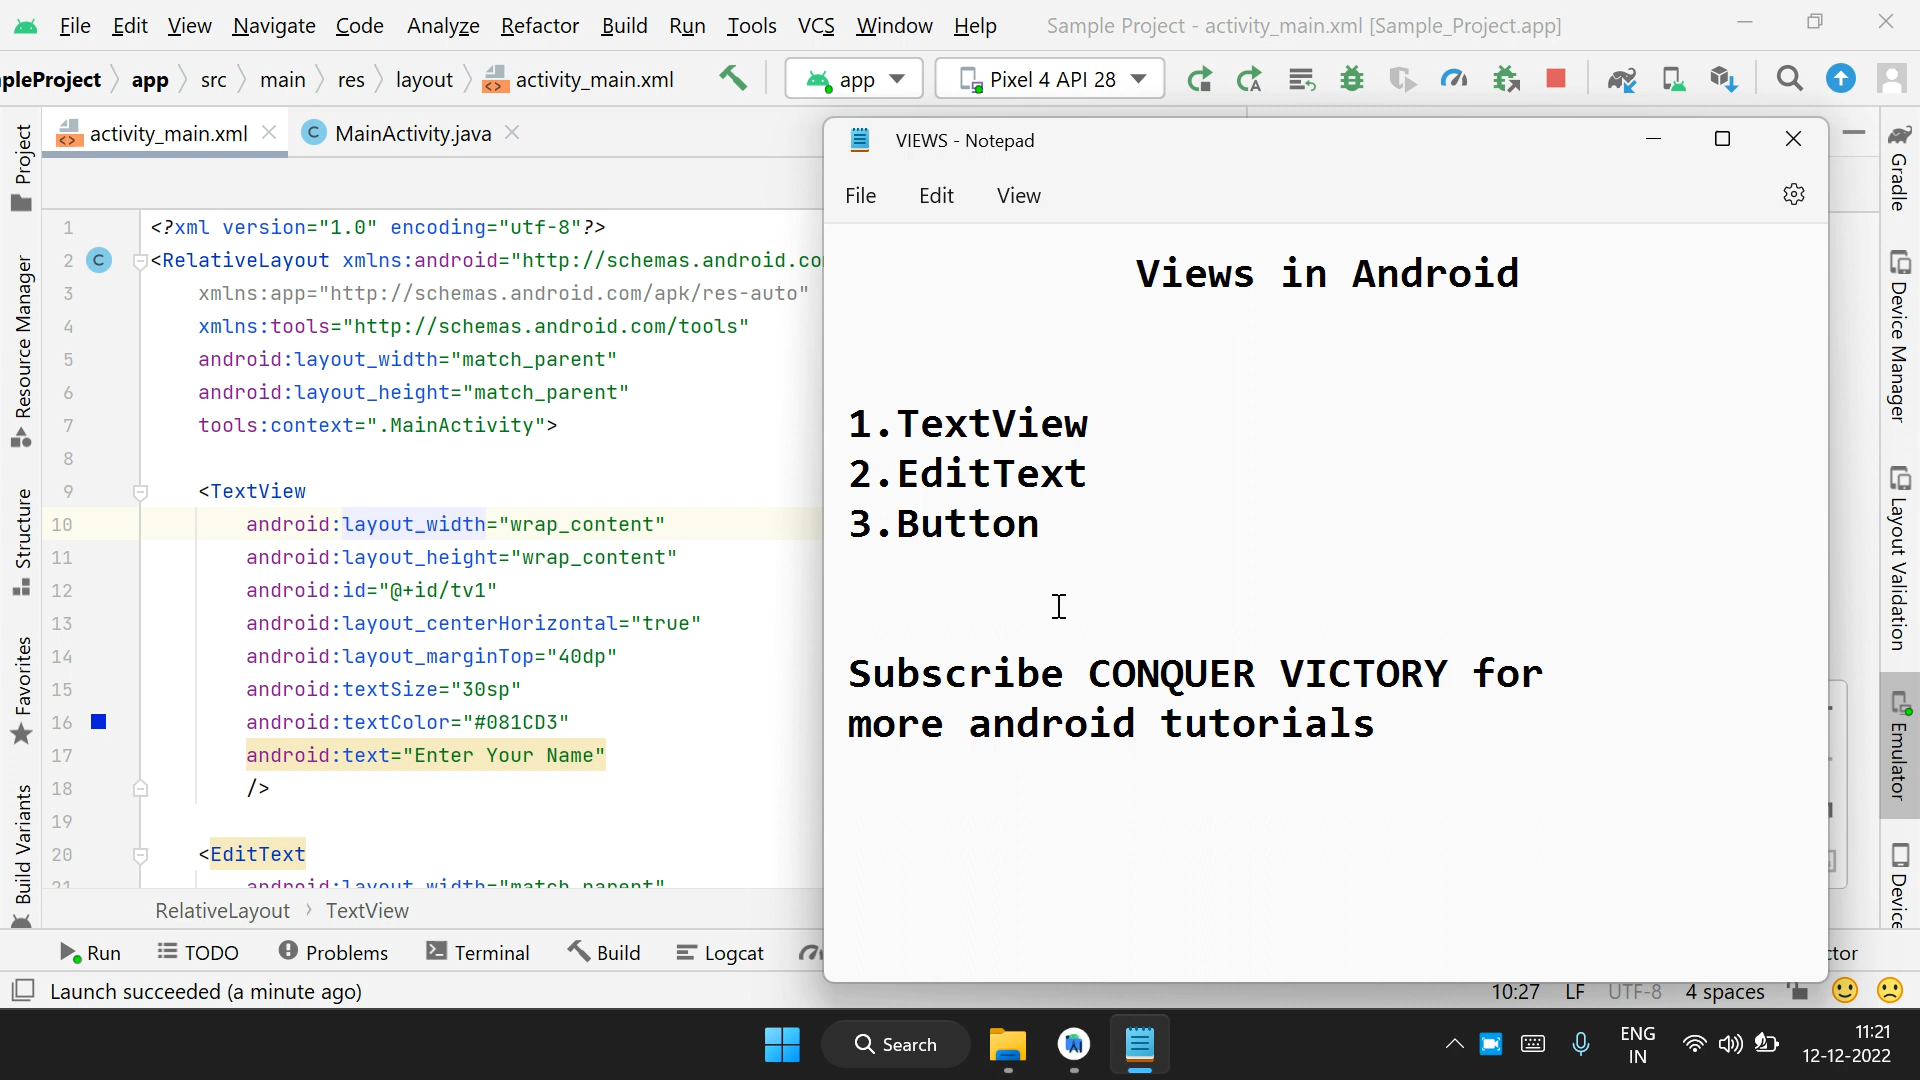 File Edit View Navigate Code Analyze Refactor Build Run Tools VCS Window Help Sample Project - activity_main.xml [Sample_Project.app]
pleProject app src main res layout activity_main.xml app Pixel 4 API 28
activity_main.xml MainActivity.java
Project
Resource Manager
Structure
Favorites
Build Variants
1 <?xml version="1.0" encoding="utf-8"?>
2 <RelativeLayout xmlns:android="http://schemas.android.co
3 xmlns:app="http://schemas.android.com/apk/res-auto"
4 xmlns:tools="http://schemas.android.com/tools"
5 android:layout_width="match_parent"
6 android:layout_height="match_parent"
7 tools:context=".MainActivity">
8
9 <TextView
10 android:layout_width="wrap_content"
11 android:layout_height="wrap_content"
12 android:id="@+id/tv1"
13 android:layout_centerHorizontal="true"
14 android:layout_marginTop="40dp"
15 android:textSize="30sp"
16 android:textColor="#081CD3"
17 android:text="Enter Your Name"
18 />
19
20 <EditText
21 android:layout_width="match_parent"
RelativeLayout TextView
VIEWS - Notepad
File Edit View
Views in Android
1.TextView
2.EditText
3.Button
Subscribe CONQUER VICTORY for
more android tutorials
Gradle
Device Manager
Layout Validation
Emulator
Device
Run TODO Problems Terminal Build Logcat ctor
Launch succeeded (a minute ago) 10:27 LF UTF-8 4 spaces
Search ENG 11:21
IN 12-12-2022